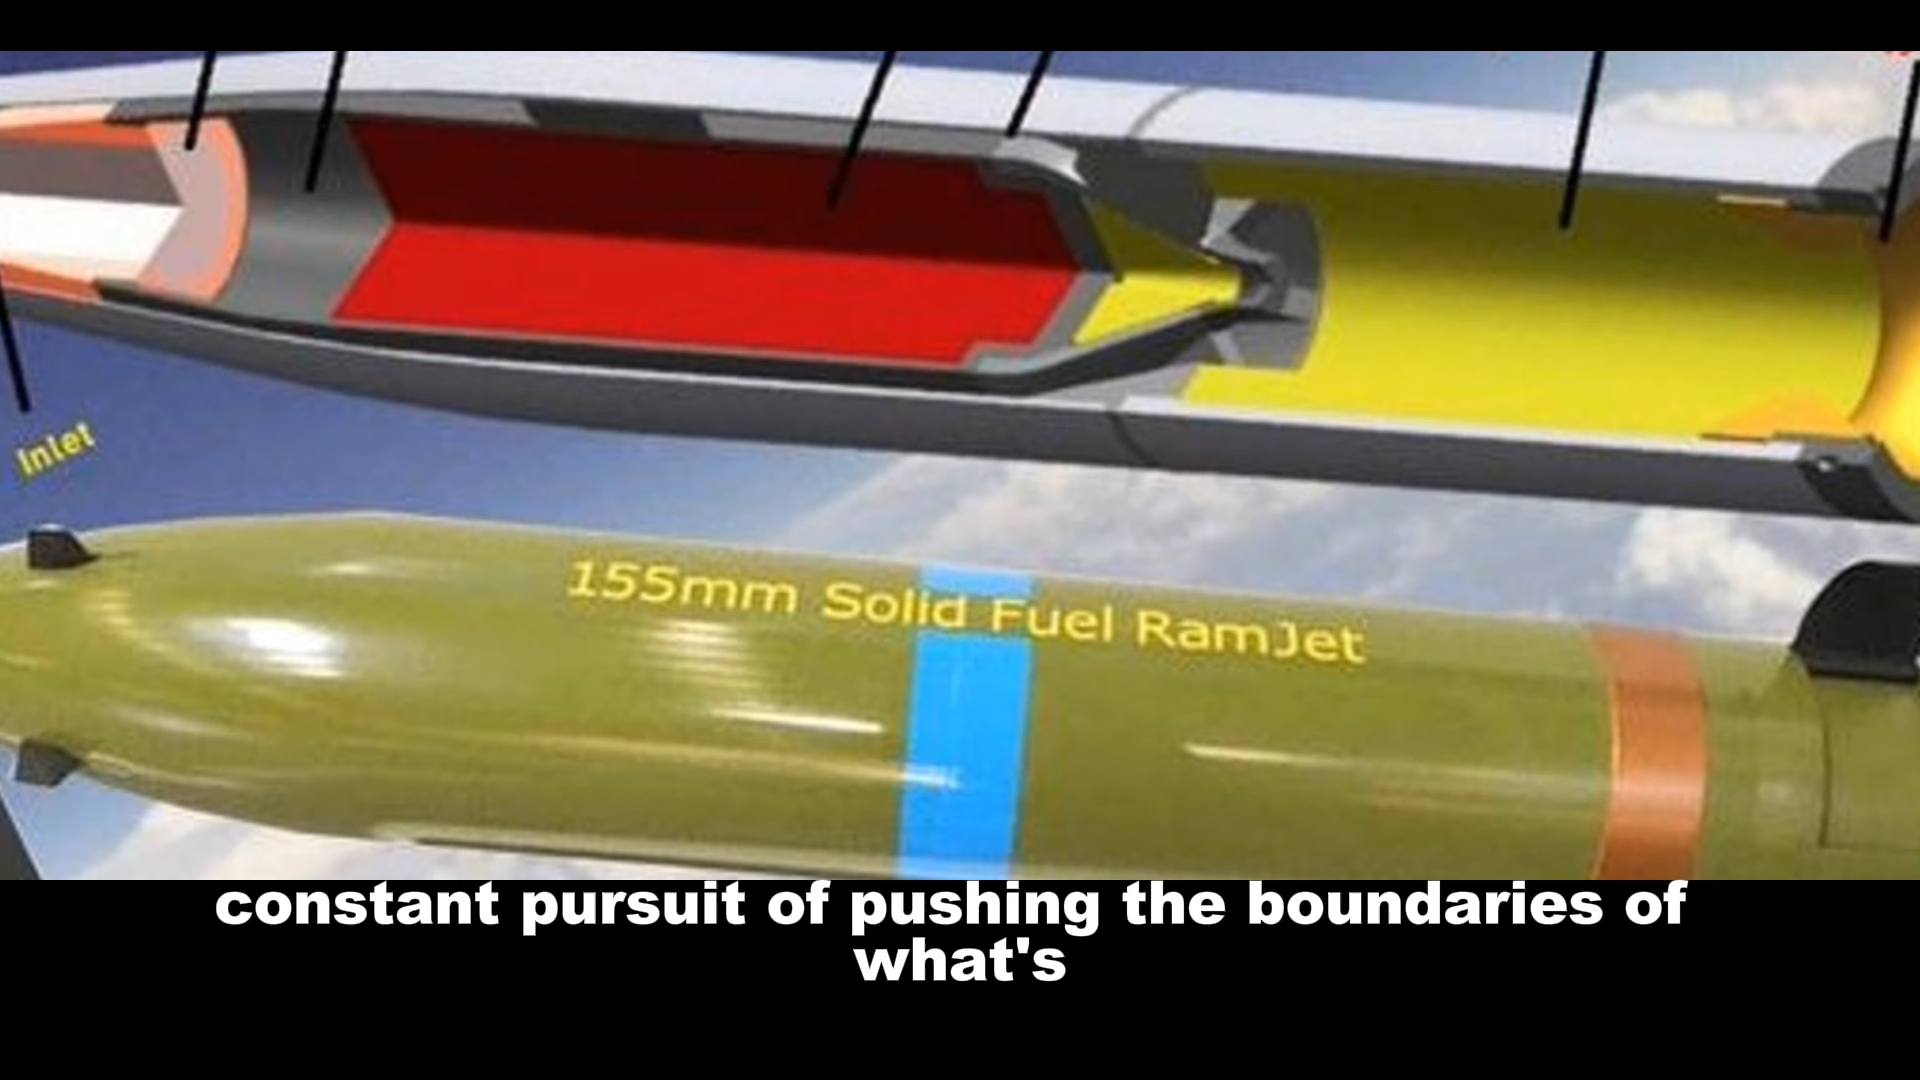 Inlet
155mm Solid Fuel RamJet
constant pursuit of pushing the boundaries of
what's